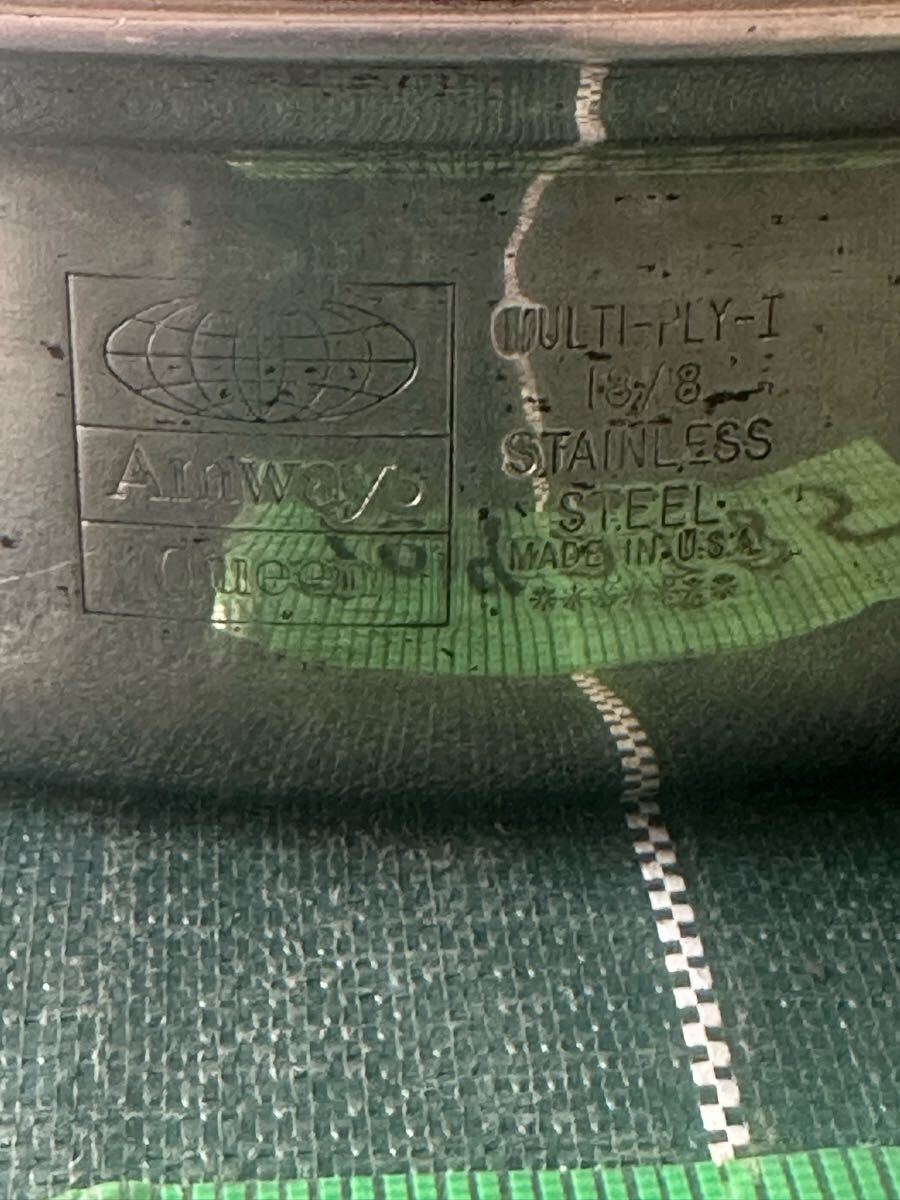 Amway
Queen
MULTI-PLY-I
18/8
STAINLESS
STEEL
MADE IN U.S.A.
******